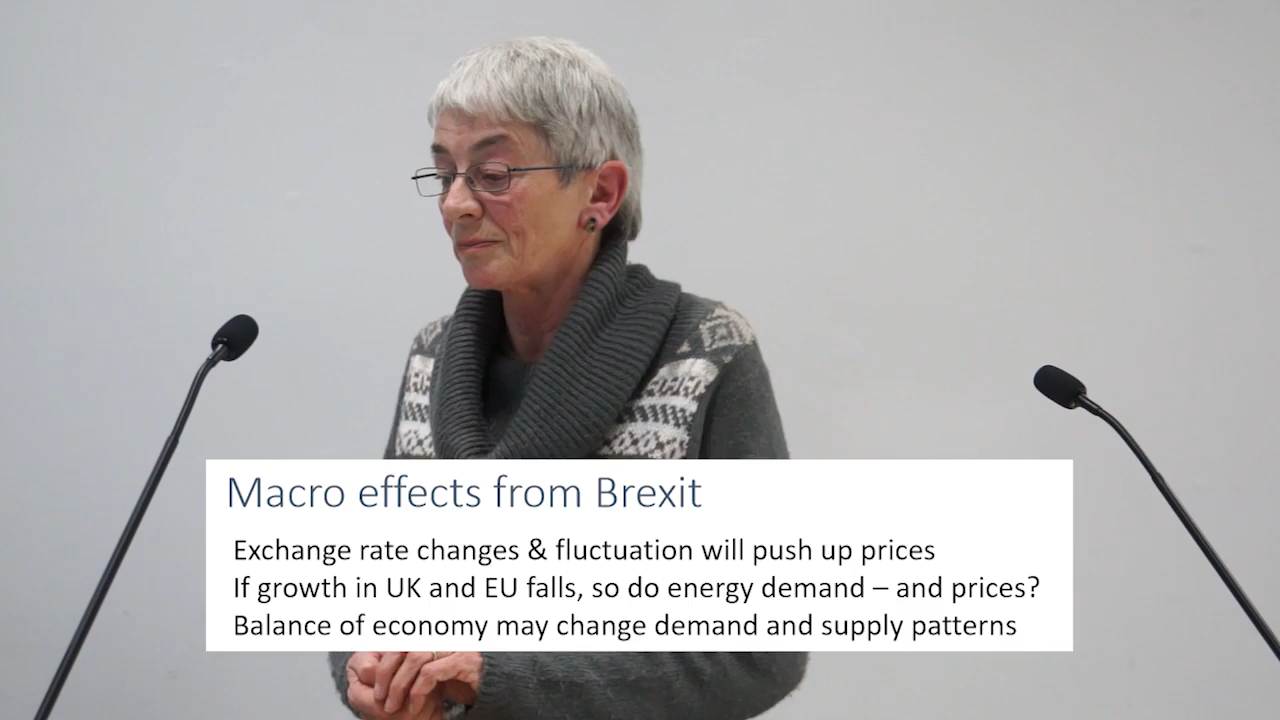 Macro effects from Brexit
Exchange rate changes & fluctuation will push up prices
If growth in UK and EU falls, so do energy demand – and prices?
Balance of economy may change demand and supply patterns